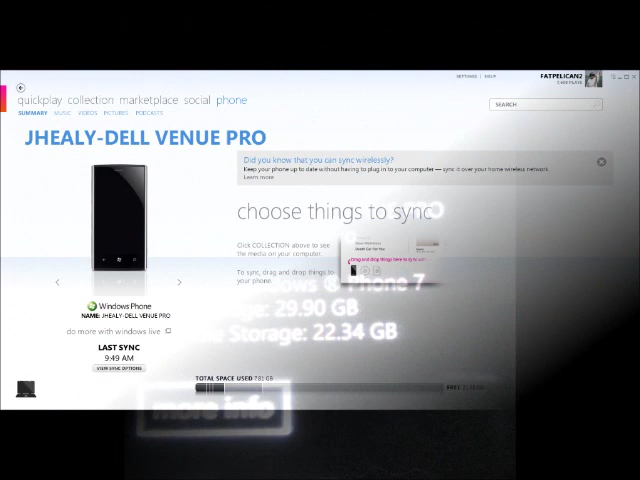 SETTINGS | HELP
FATPELICAN2
quickplay collection marketplace social phone
SUMMARY MUSIC VIDEOS PICTURES PODCASTS
SEARCH
JHEALY-DELL VENUE PRO
Did you know that you can sync wirelessly?
Keep your phone up to date without having to plug in to your computer — sync it over your home wireless network.
Learn more
choose things to sync
PRO
Click COLLECTION above to see
the media on your computer.
Drag and drop things here to sync
To sync, drag and drop things to
your phone.
ows ® Phone 7
29.90 GB
Storage: 22.34 GB
Windows Phone
NAME: JHEALY-DELL VENUE PRO
do more with windows live
LAST SYNC
9:49 AM
VIEW SYNC OPTIONS
TOTAL SPACE USED 7.81 GB
FREE
more info